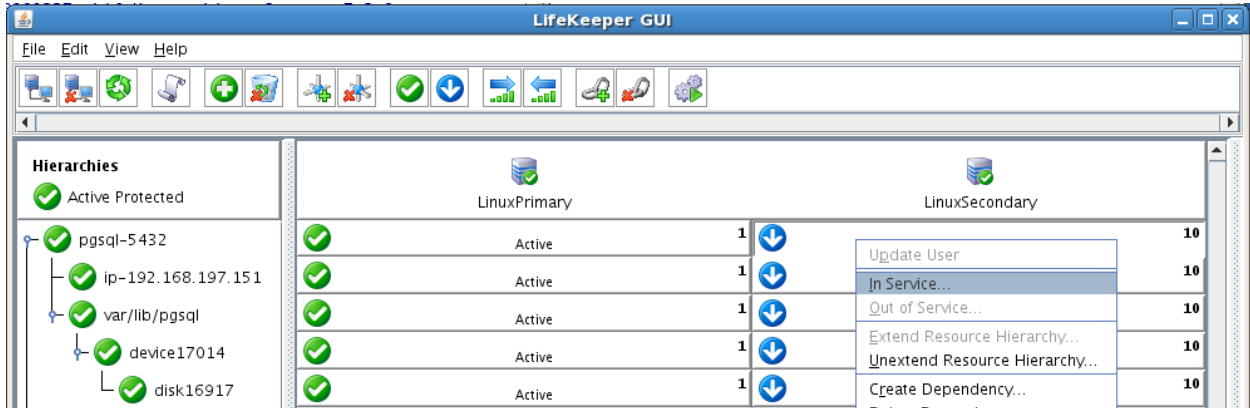 LifeKeeper GUI
File Edit View Help
Hierarchies
Active Protected
LinuxPrimary
LinuxSecondary
pgsql-5432
Active 1
10
ip-192.168.197.151
Active 1
10
var/lib/pgsql
Active 1
10
device17014
Active 1
10
disk16917
Active 1
10
Update User
In Service...
Out of Service...
Extend Resource Hierarchy...
Unextend Resource Hierarchy...
Create Dependency...